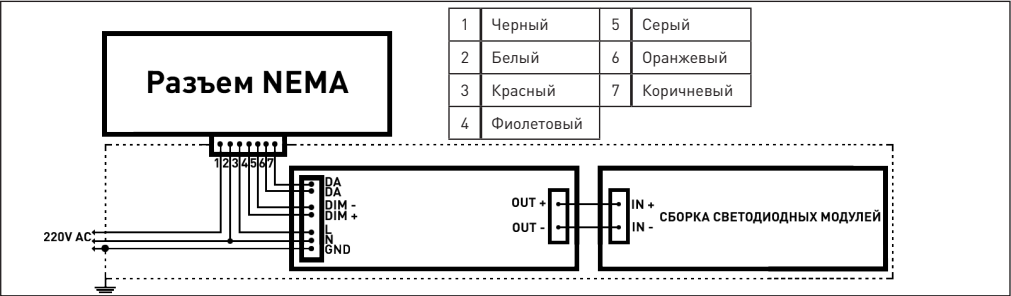 1 Черный 5 Серый
2 Белый 6 Оранжевый
3 Красный 7 Коричневый
4 Фиолетовый
Разъем NEMA
1 2 3 4 5 6 7
DA
DA
DIM -
DIM +
L
N
GND
220V AC
OUT +
OUT -
IN +
IN -
СБОРКА СВЕТОДИОДНЫХ МОДУЛЕЙ